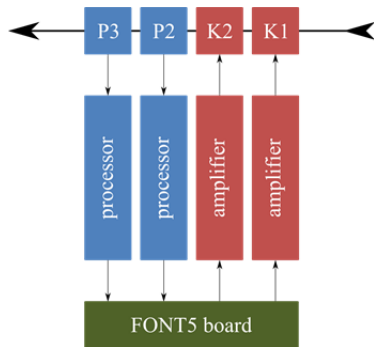 P3 P2 K2 K1
processor
processor
amplifier
amplifier
FONT5 board